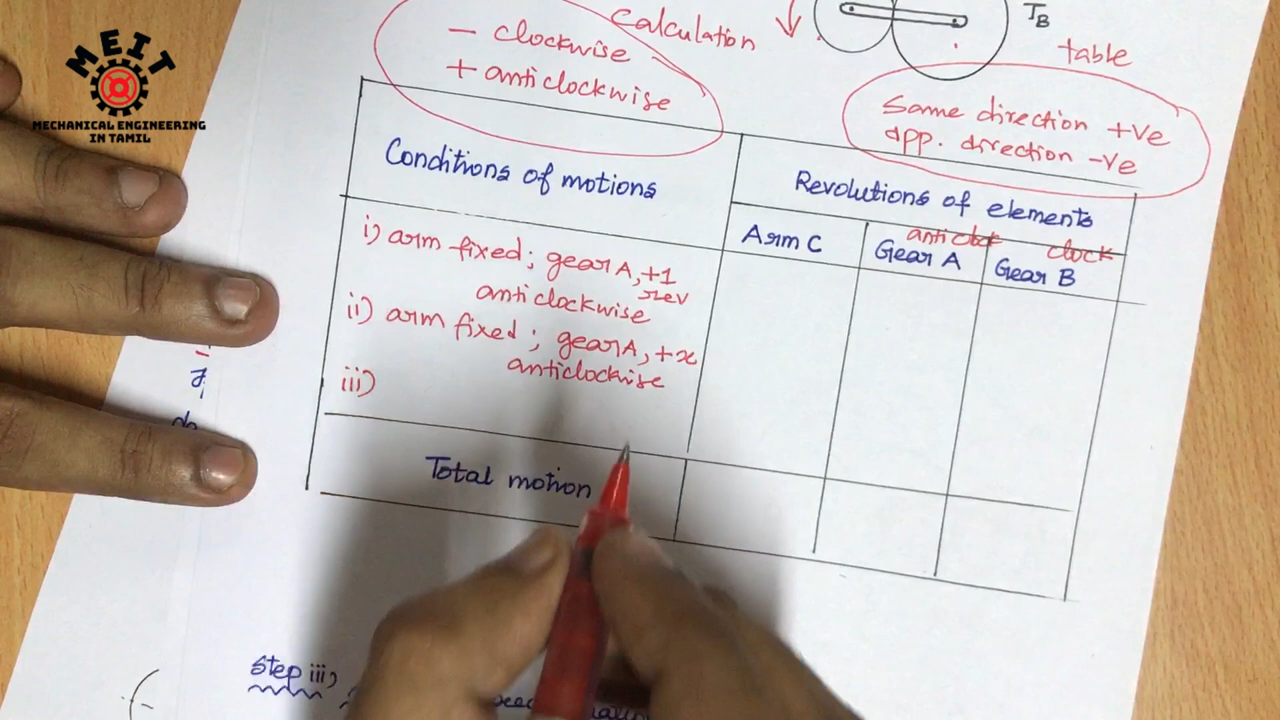 MEIT
MECHANICAL ENGINEERING
IN TAMIL
calculation
TB
table
- clockwise
+ anticlockwise
Same direction +ve
opp. direction -ve
Conditions of motions
Revolutions of elements
Arm C
anticlock
Gear A
clock
Gear B
i) arm fixed; gear A, +1
rev
anticlockwise
ii) arm fixed; gear A, +x
anticlockwise
iii)
Total motion
Step iii)